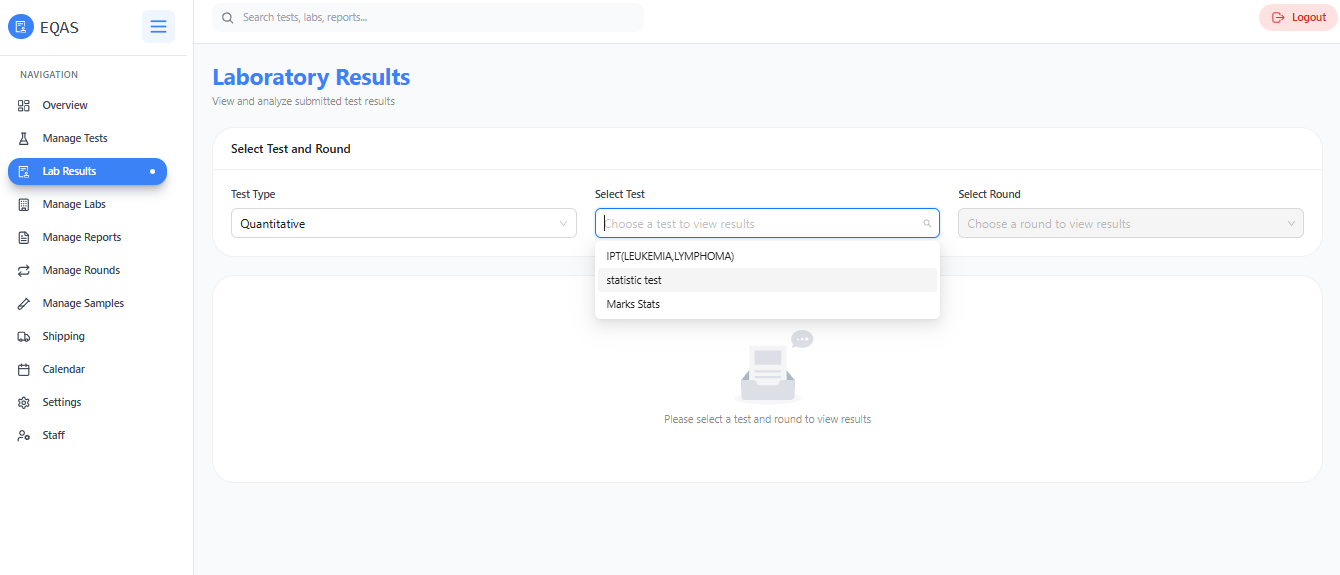 EQAS
Search tests, labs, reports...
Logout
NAVIGATION
Overview
Manage Tests
Lab Results
Manage Labs
Manage Reports
Manage Rounds
Manage Samples
Shipping
Calendar
Settings
Staff
Laboratory Results
View and analyze submitted test results
Select Test and Round
Test Type
Quantitative
Select Test
Choose a test to view results
IPT(LEUKEMIA,LYMPHOMA)
statistic test
Marks Stats
Select Round
Choose a round to view results
Please select a test and round to view results